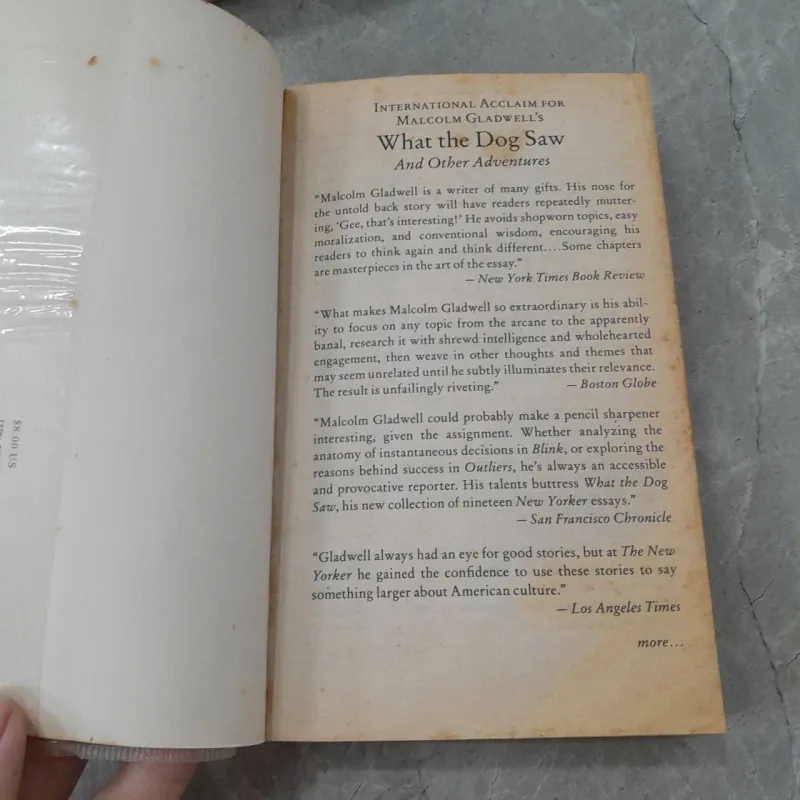 $8.00 US
INTERNATIONAL ACCLAIM FOR
MALCOLM GLADWELL'S
What the Dog Saw
And Other Adventures
“Malcolm Gladwell is a writer of many gifts. His nose for
the untold back story will have readers repeatedly mutter-
ing, ‘Gee, that's interesting!’ He avoids shopworn topics, easy
moralization, and conventional wisdom, encouraging his
readers to think again and think different....Some chapters
are masterpieces in the art of the essay.”
— New York Times Book Review
“What makes Malcolm Gladwell so extraordinary is his abil-
ity to focus on any topic from the arcane to the apparently
banal, research it with shrewd intelligence and wholehearted
engagement, then weave in other thoughts and themes that
may seem unrelated until he subtly illuminates their relevance.
The result is unfailingly riveting.” — Boston Globe
“Malcolm Gladwell could probably make a pencil sharpener
interesting, given the assignment. Whether analyzing the
anatomy of instantaneous decisions in Blink, or exploring the
reasons behind success in Outliers, he's always an accessible
and provocative reporter. His talents buttress What the Dog
Saw, his new collection of nineteen New Yorker essays.”
— San Francisco Chronicle
“Gladwell always had an eye for good stories, but at The New
Yorker he gained the confidence to use these stories to say
something larger about American culture.”
— Los Angeles Times
more...